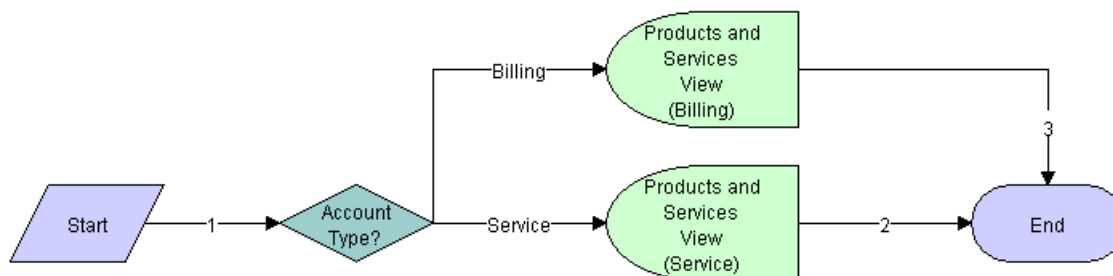 Products and
Services
View
(Billing)
Billing
3
Start
1
Account
Type?
Service
Products and
Services
View
(Service)
2
End